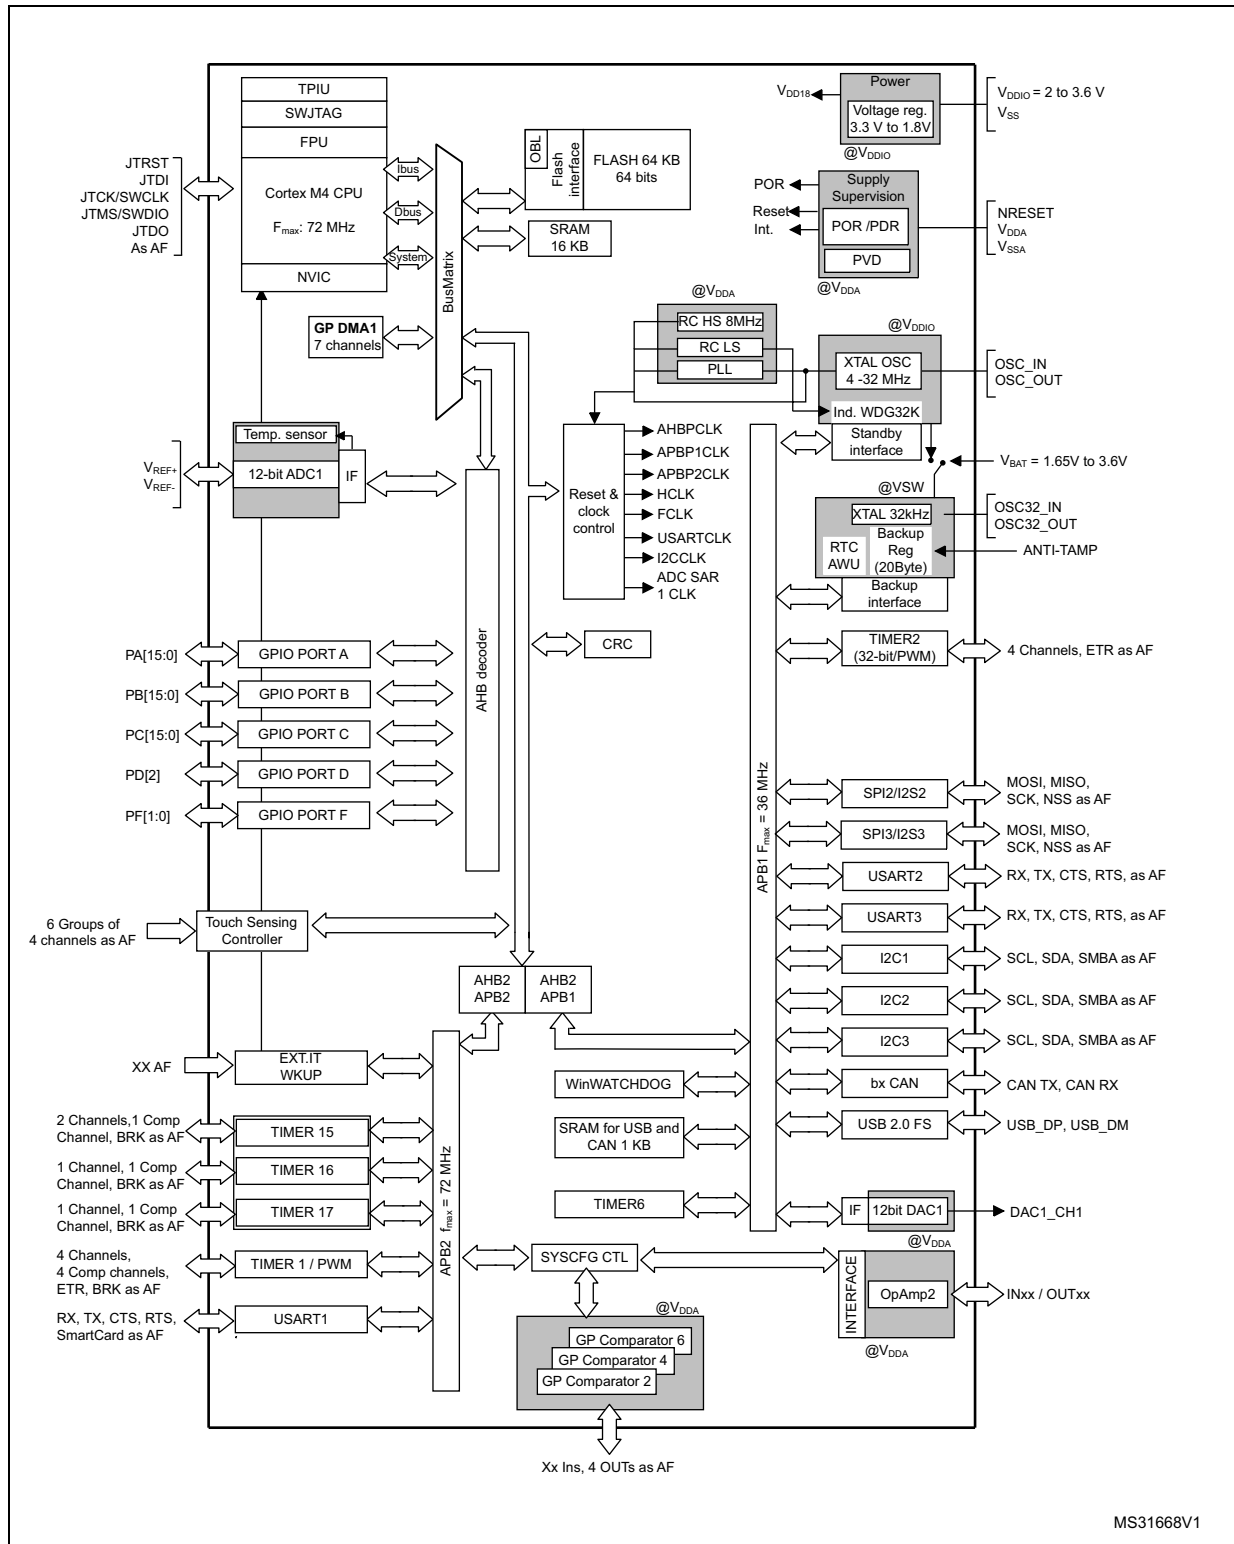 TPIU
SWJTAG
FPU
Cortex M4 CPU
Fmax: 72 MHz
NVIC
JTRST
JTDI
JTCK/SWCLK
JTMS/SWDIO
JTDO
As AF
Ibus
Dbus
System
BusMatrix
OBL
Flash
interface
FLASH 64 KB
64 bits
SRAM
16 KB
GP DMA1
7 channels
VDD18
Power
Voltage reg.
3.3 V to 1.8V
@VDDIO
VDDIO = 2 to 3.6 V
VSS
POR
Reset
Int.
Supply
Supervision
POR /PDR
PVD
@VDDA
NRESET
VDDA
VSSA
@VDDA
RC HS 8MHz
RC LS
PLL
@VDDIO
XTAL OSC
4 -32 MHz
Ind. WDG32K
Standby
interface
OSC_IN
OSC_OUT
VBAT = 1.65V to 3.6V
@VSW
XTAL 32kHz
RTC
AWU
Backup
Reg
(20Byte)
Backup
interface
OSC32_IN
OSC32_OUT
ANTI-TAMP
Reset &
clock
control
AHBPCLK
APBP1CLK
APBP2CLK
HCLK
FCLK
USARTCLK
I2CCLK
ADC SAR
1 CLK
VREF+
VREF-
Temp. sensor
12-bit ADC1
IF
AHB decoder
CRC
PA[15:0]
GPIO PORT A
PB[15:0]
GPIO PORT B
PC[15:0]
GPIO PORT C
PD[2]
GPIO PORT D
PF[1:0]
GPIO PORT F
6 Groups of
4 channels as AF
Touch Sensing
Controller
AHB2
APB2
AHB2
APB1
APB1 Fmax = 36 MHz
TIMER2
(32-bit/PWM)
4 Channels, ETR as AF
SPI2/I2S2
MOSI, MISO,
SCK, NSS as AF
SPI3/I2S3
MOSI, MISO,
SCK, NSS as AF
USART2
RX, TX, CTS, RTS, as AF
USART3
RX, TX, CTS, RTS, as AF
I2C1
SCL, SDA, SMBA as AF
I2C2
SCL, SDA, SMBA as AF
I2C3
SCL, SDA, SMBA as AF
bx CAN
CAN TX, CAN RX
USB 2.0 FS
USB_DP, USB_DM
IF
12bit DAC1
DAC1_CH1
@VDDA
INTERFACE
OpAmp2
INxx / OUTxx
@VDDA
WinWATCHDOG
SRAM for USB and
CAN 1 KB
TIMER6
XX AF
EXT.IT
WKUP
2 Channels,1 Comp
Channel, BRK as AF
TIMER 15
1 Channel, 1 Comp
Channel, BRK as AF
TIMER 16
1 Channel, 1 Comp
Channel, BRK as AF
TIMER 17
4 Channels,
4 Comp channels,
ETR, BRK as AF
TIMER 1 / PWM
RX, TX, CTS, RTS,
SmartCard as AF
USART1
APB2 fmax = 72 MHz
SYSCFG CTL
@VDDA
GP Comparator 6
GP Comparator 4
GP Comparator 2
Xx Ins, 4 OUTs as AF
MS31668V1